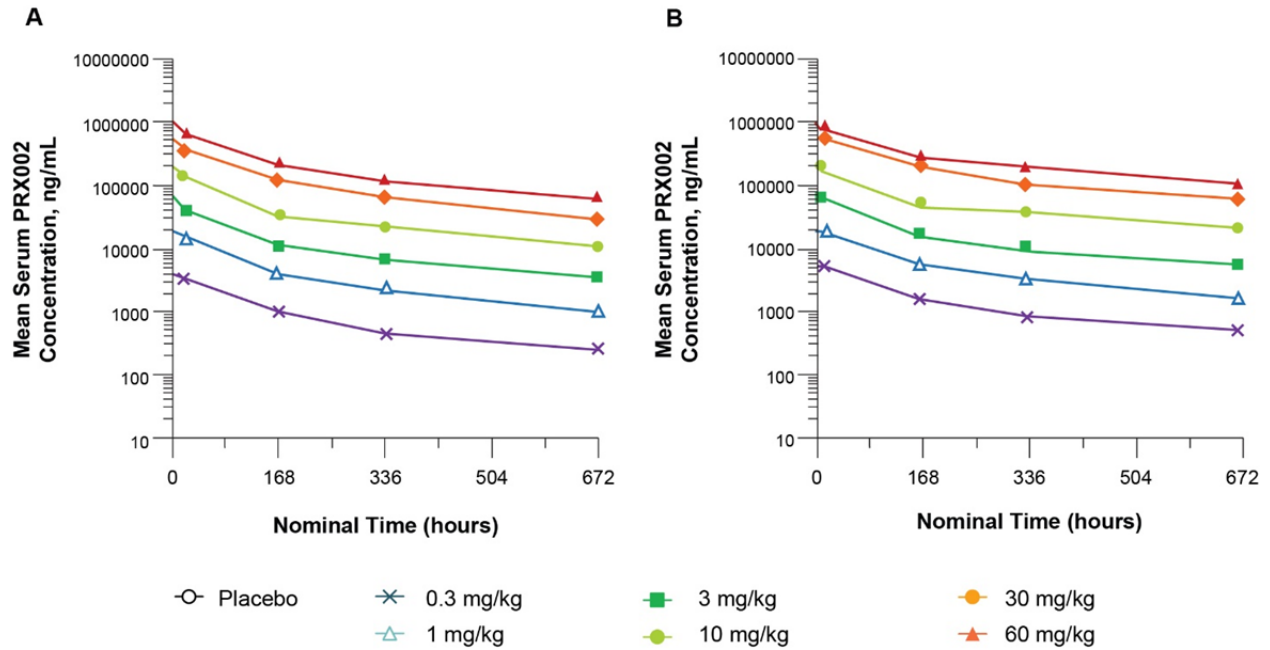 A
B
Mean Serum PRX002
Concentration, ng/mL
10000000
1000000
100000
10000
1000
100
10
0
168
336
504
672
Nominal Time (hours)
Mean Serum PRX002
Concentration, ng/mL
10000000
1000000
100000
10000
1000
100
10
0
168
336
504
672
Nominal Time (hours)
Placebo
0.3 mg/kg
3 mg/kg
30 mg/kg
1 mg/kg
10 mg/kg
60 mg/kg